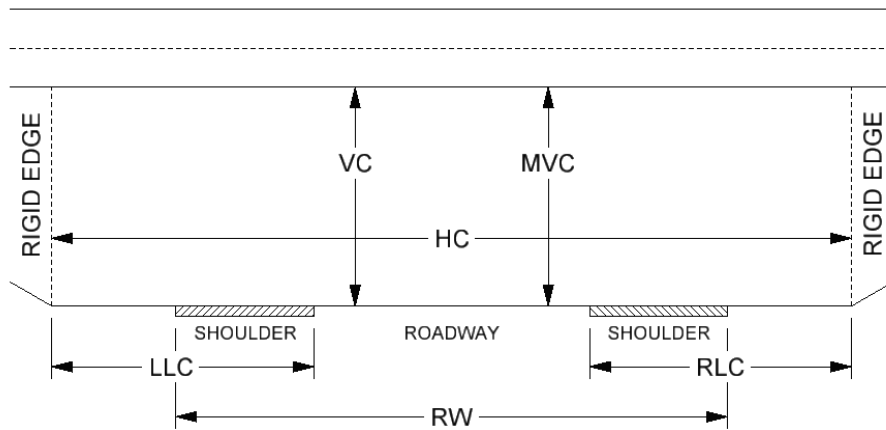 RIGID EDGE
VC
MVC
RIGID EDGE
HC
SHOULDER
ROADWAY
SHOULDER
LLC
RLC
RW